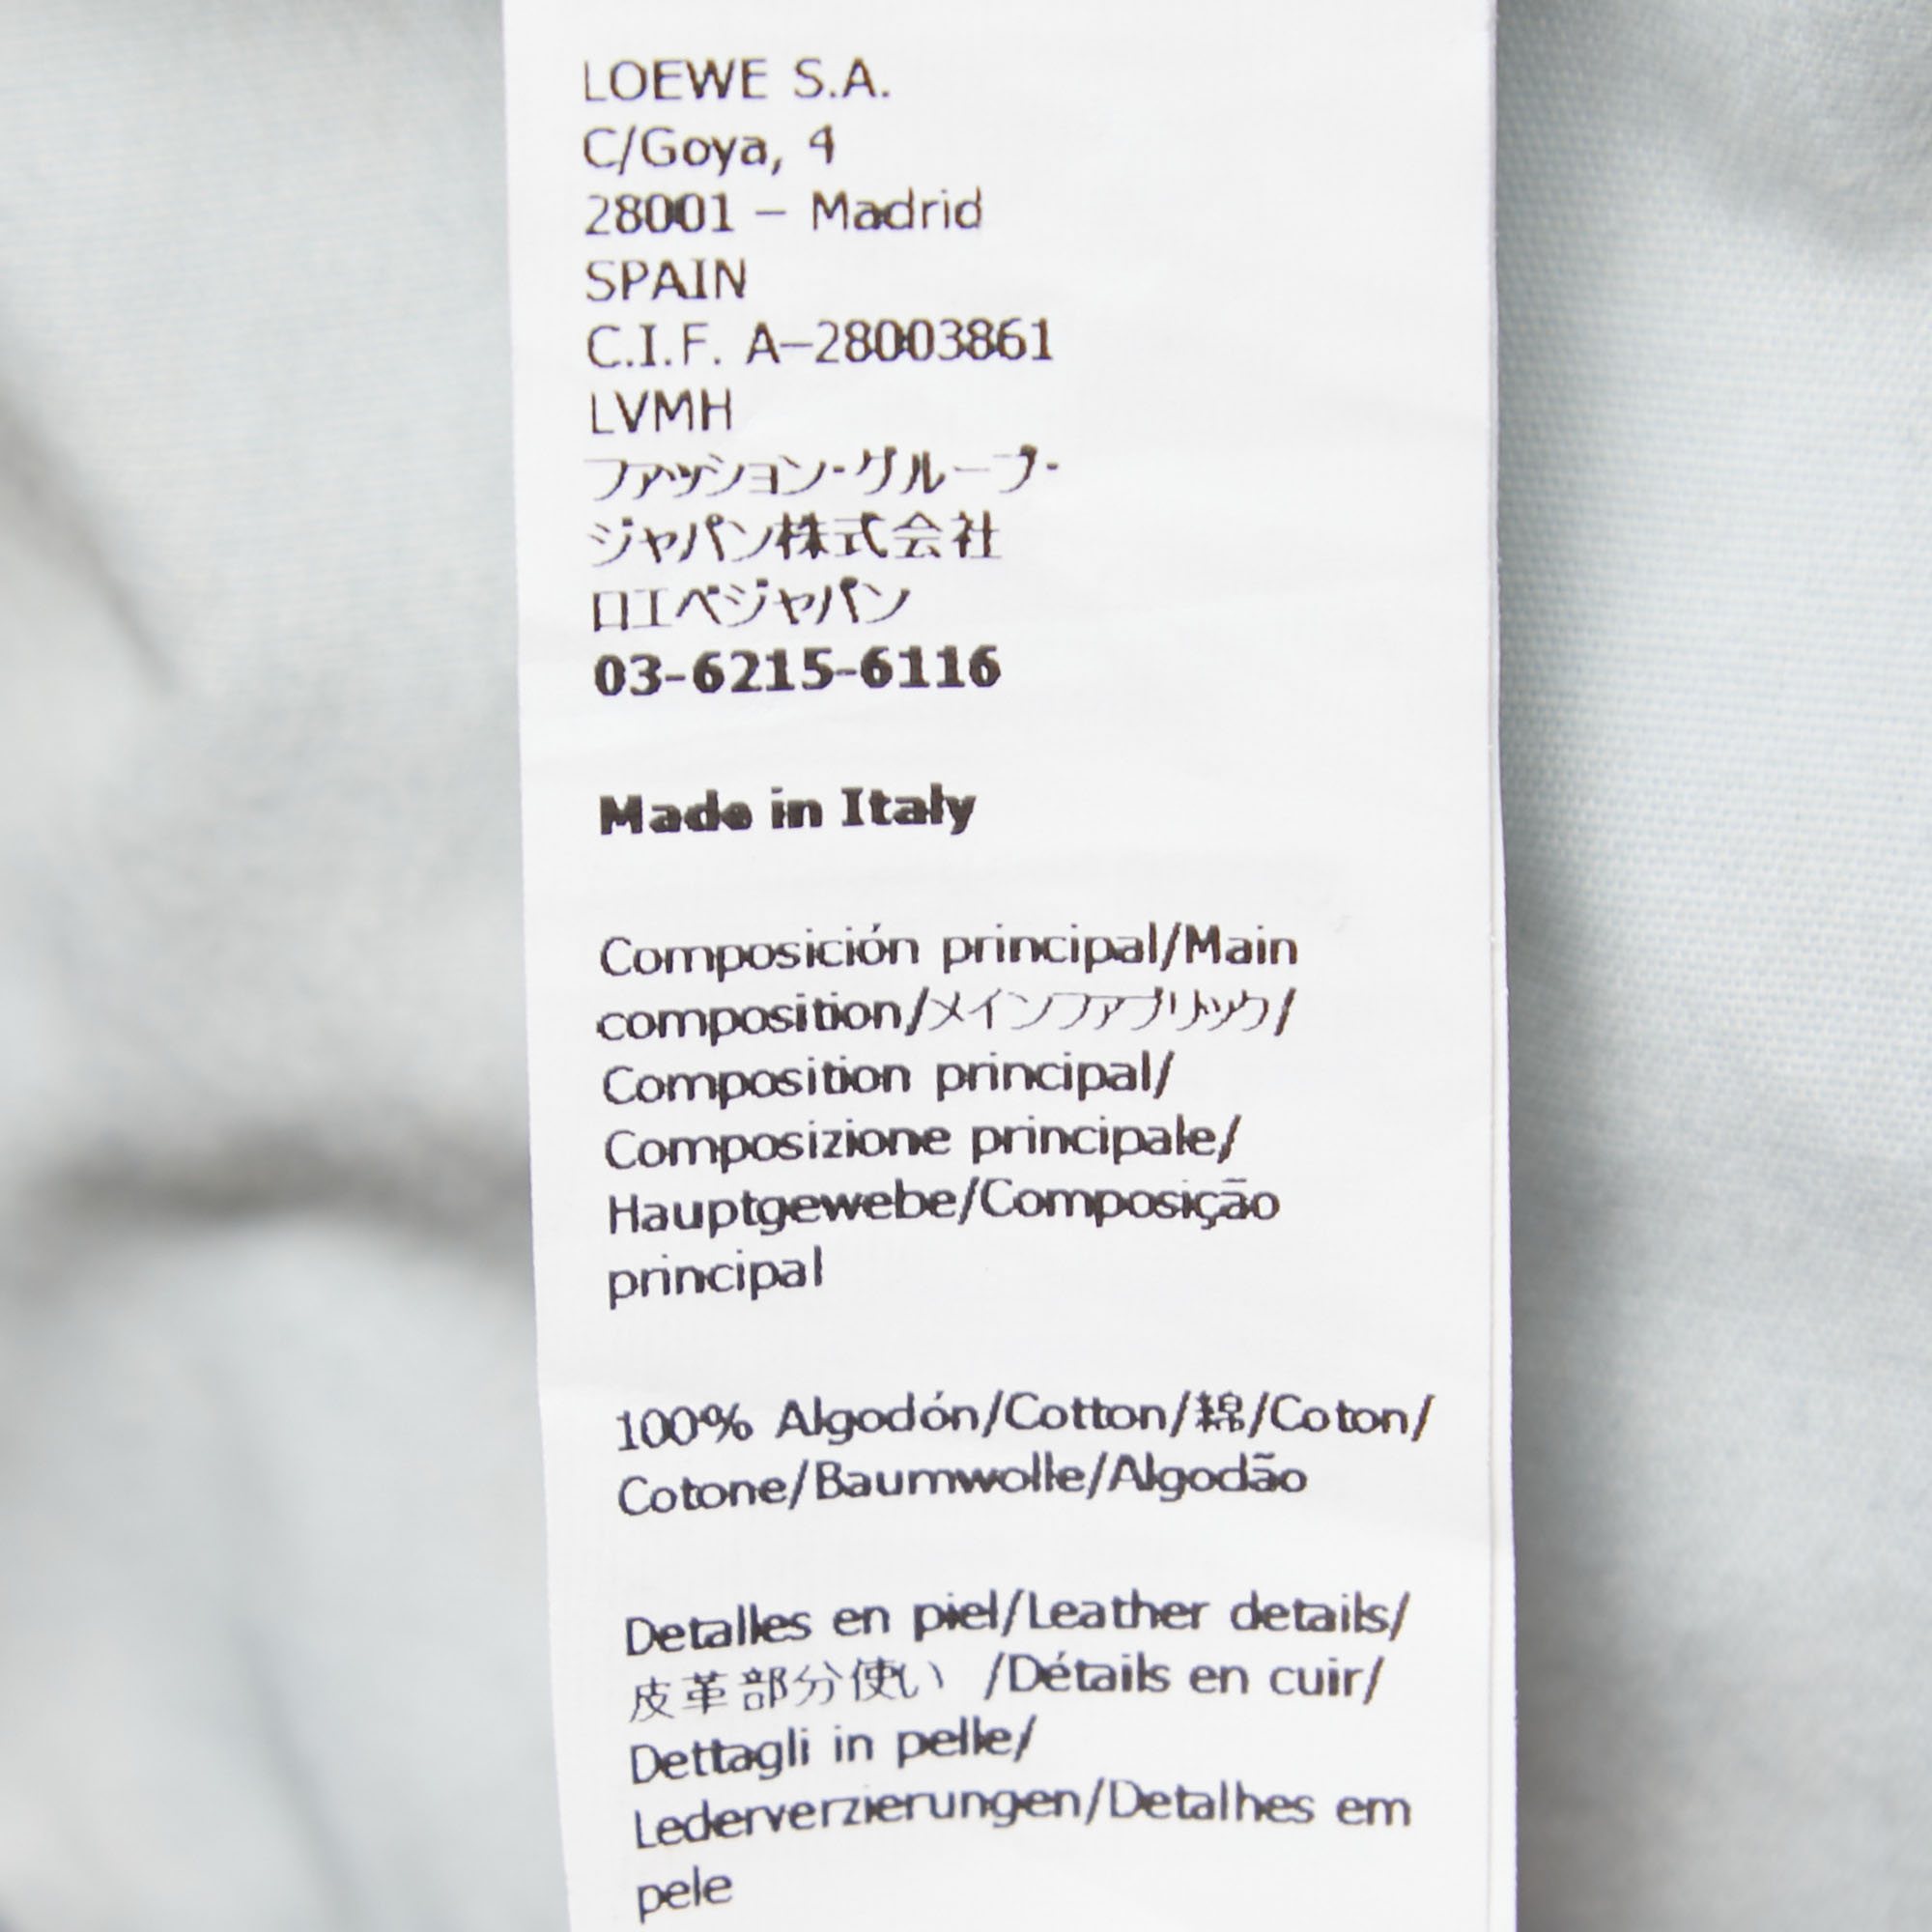 LOEWE S.A.
C/Goya, 4
28001 – Madrid
SPAIN
C.I.F. A–28003861
LVMH
ファッション-グループ-
ジャパン株式会社
ロエベジャパン
03-6215-6116
Made in Italy
Composición principal/Main
composition/メインファブリック/
Composition principal/
Composizione principale/
Hauptgewebe/Composição
principal
100% Algodón/Cotton/綿/Coton/
Cotone/Baumwolle/Algodão
Detalles en piel/Leather details/
皮革部分使い /Détails en cuir/
Dettagli in pelle/
Lederverzierungen/Detalhes em
pele